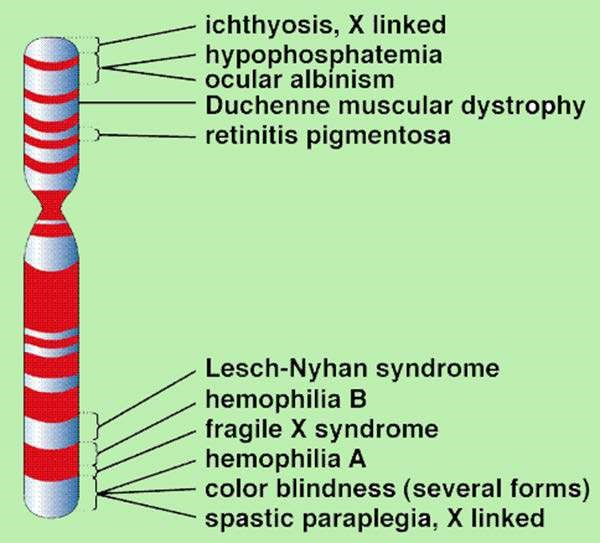 ichthyosis, X linked
hypophosphatemia
ocular albinism
Duchenne muscular dystrophy
retinitis pigmentosa
Lesch-Nyhan syndrome
hemophilia B
fragile X syndrome
hemophilia A
color blindness (several forms)
spastic paraplegia, X linked